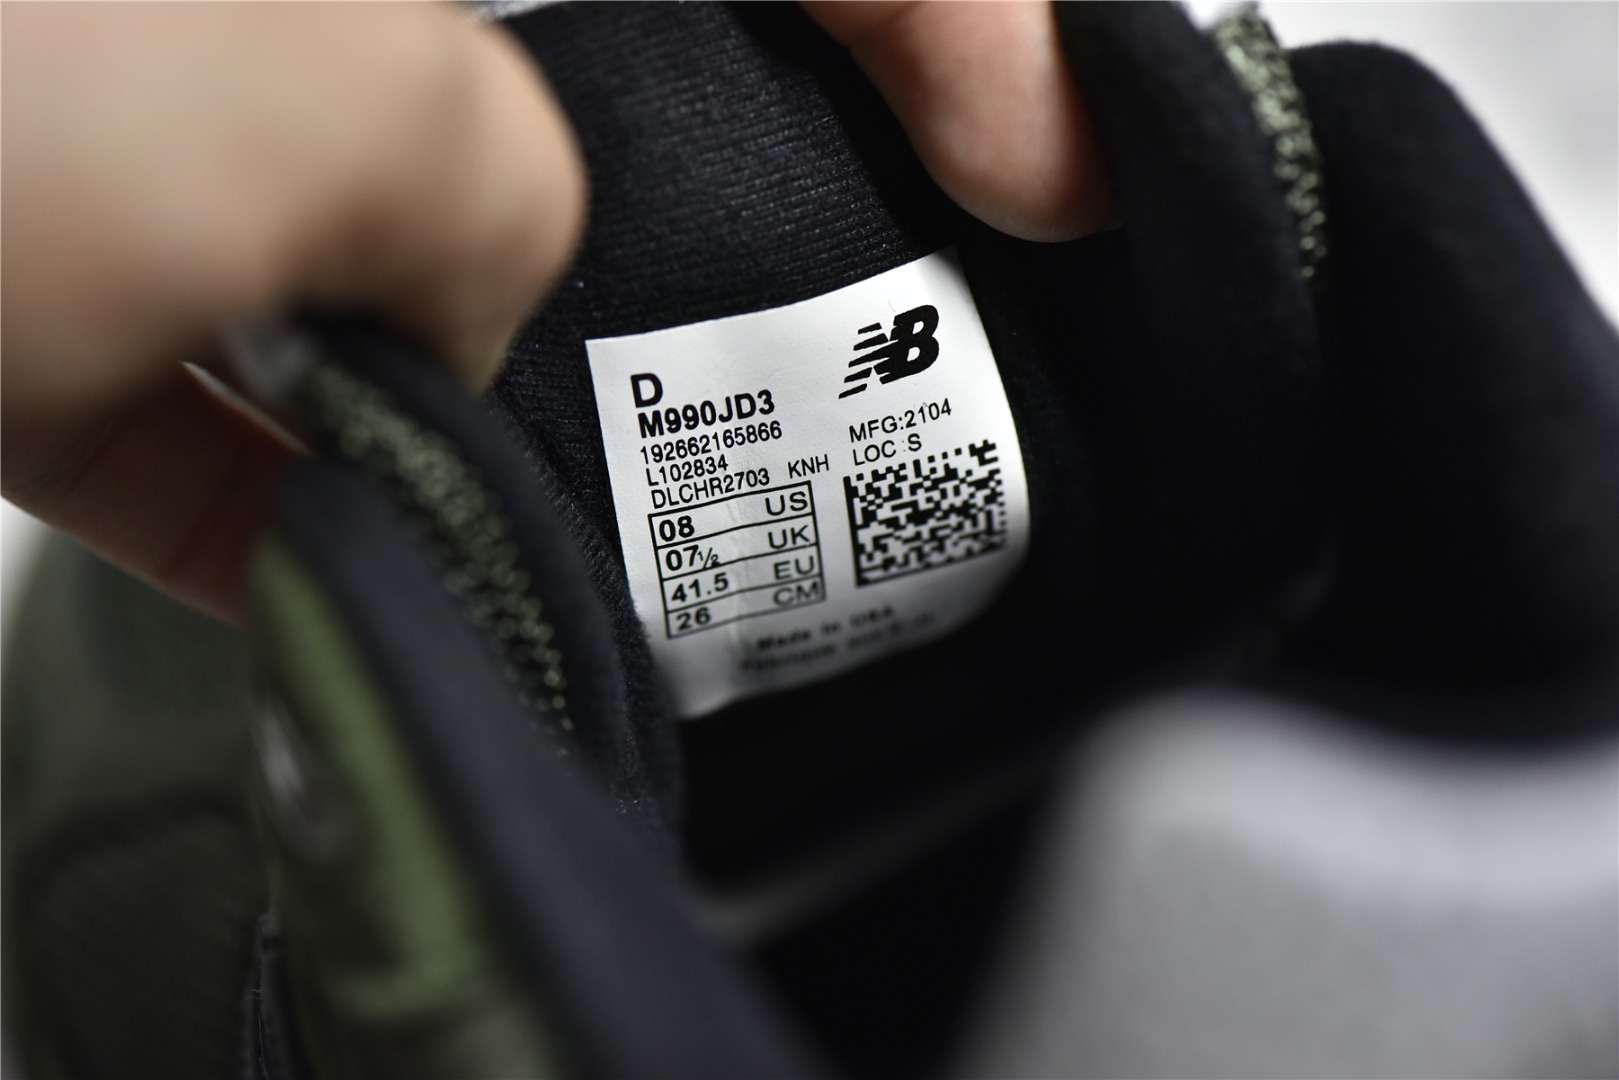 D
NB
M990JD3
192662165866
L102834
DLCHR2703 KNH
MFG:2104
LOC:S
08 US
07½ UK
41.5 EU
26 CM
Made in USA